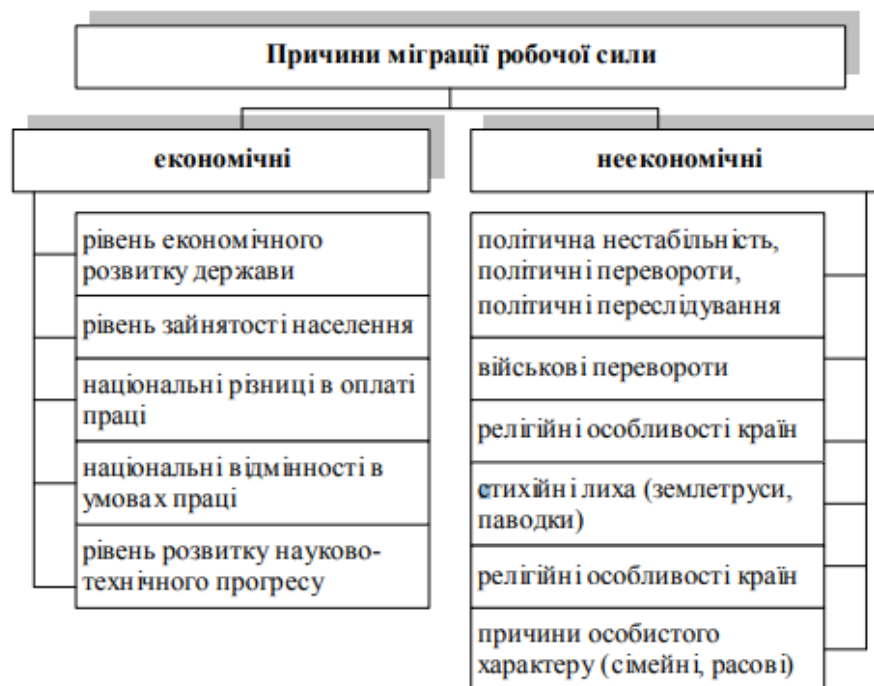 Причини міграції робочої сили
економічні
рівень економічного
розвитку держави
рівень зайнятості населення
національні різниці в оплаті
праці
національні відмінності в
умовах праці
рівень розвитку науково-
технічного прогресу
неекономічні
політична нестабільність,
політичні перевороти,
політичні переслідування
військові перевороти
релігійні особливості країн
стихійні лиха (землетруси,
паводки)
релігійні особливості країн
причини особистого
характеру (сімейні, расові)